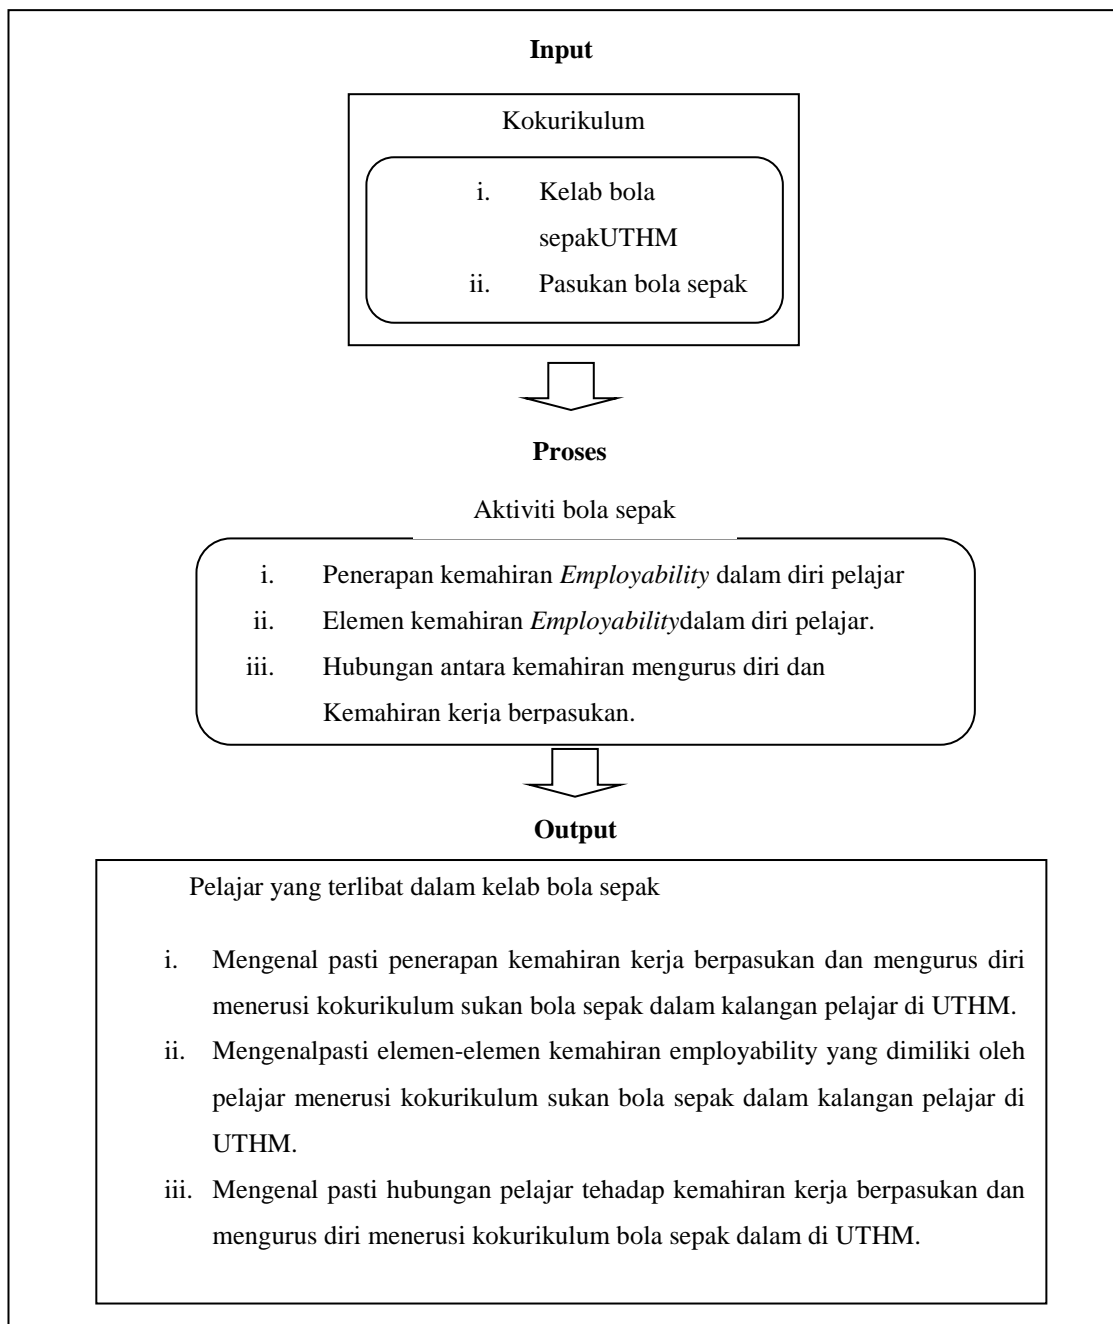 Input
Kokurikulum
i. Kelab bola
sepakUTHM
ii. Pasukan bola sepak
Proses
Aktiviti bola sepak
i. Penerapan kemahiran Employability dalam diri pelajar
ii. Elemen kemahiran Employabilitydalam diri pelajar.
iii. Hubungan antara kemahiran mengurus diri dan
Kemahiran kerja berpasukan.
Output
Pelajar yang terlibat dalam kelab bola sepak
i. Mengenal pasti penerapan kemahiran kerja berpasukan dan mengurus diri
menerusi kokurikulum sukan bola sepak dalam kalangan pelajar di UTHM.
ii. Mengenalpasti elemen-elemen kemahiran employability yang dimiliki oleh
pelajar menerusi kokurikulum sukan bola sepak dalam kalangan pelajar di
UTHM.
iii. Mengenal pasti hubungan pelajar tehadap kemahiran kerja berpasukan dan
mengurus diri menerusi kokurikulum bola sepak dalam di UTHM.